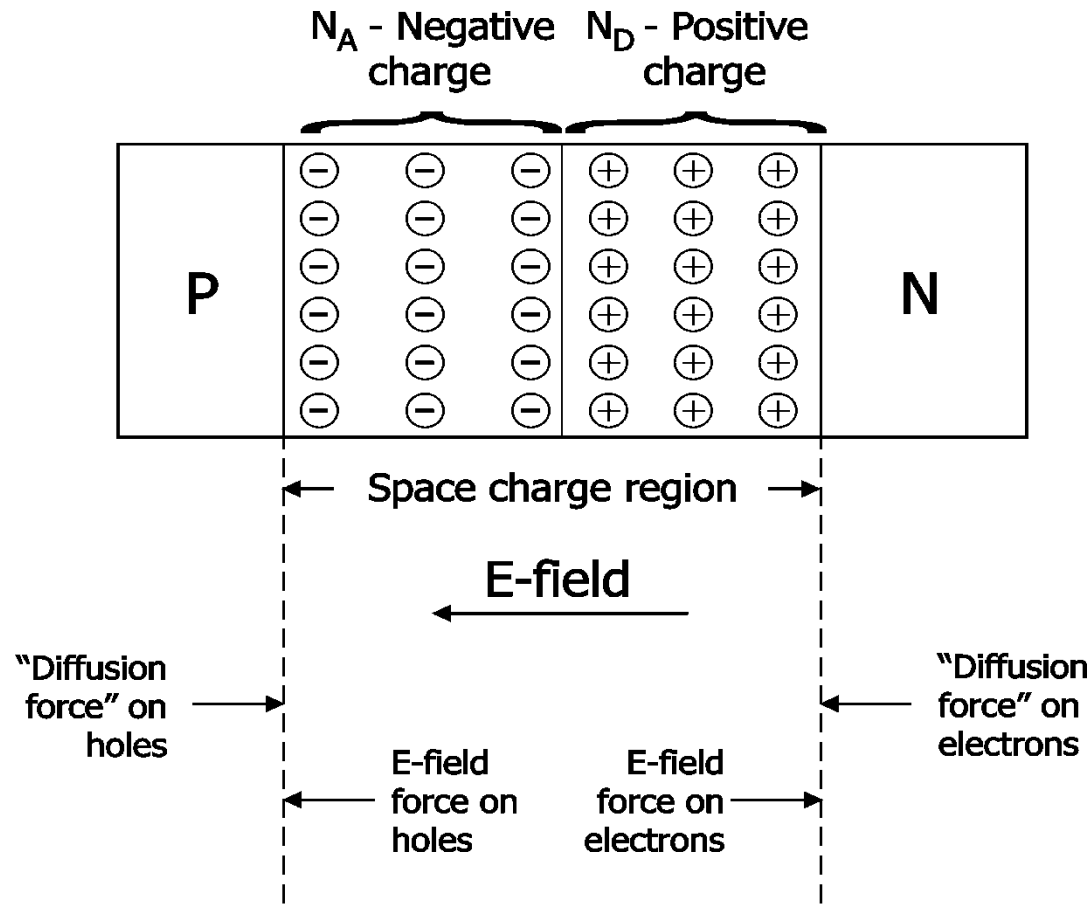 N_A - Negative charge
N_D - Positive charge
P
N
Space charge region
E-field
“Diffusion
force” on
holes
“Diffusion
force” on
electrons
E-field
force on
holes
E-field
force on
electrons